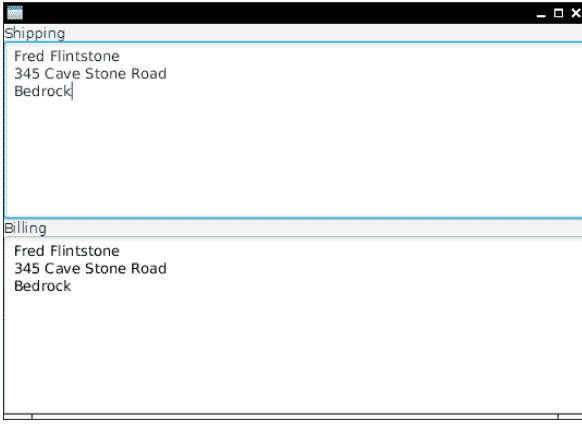 Shipping
Fred Flintstone
345 Cave Stone Road
Bedrock
Billing
Fred Flintstone
345 Cave Stone Road
Bedrock